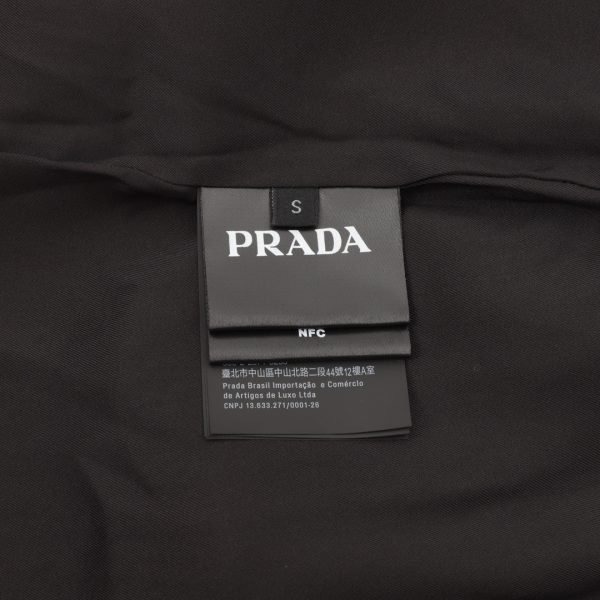 S
PRADA
NFC
臺北市中山區中山北路二段44號12樓A室
Prada Brasil Importação e Comércio
de Artigos de Luxo Ltda
CNPJ 13.633.271/0001-26